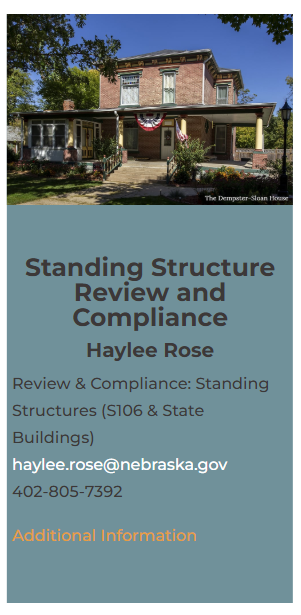 The Dempster-Sloan House
Standing Structure
Review and
Compliance
Haylee Rose
Review & Compliance: Standing
Structures (S106 & State
Buildings)
haylee.rose@nebraska.gov
402-805-7392
Additional Information